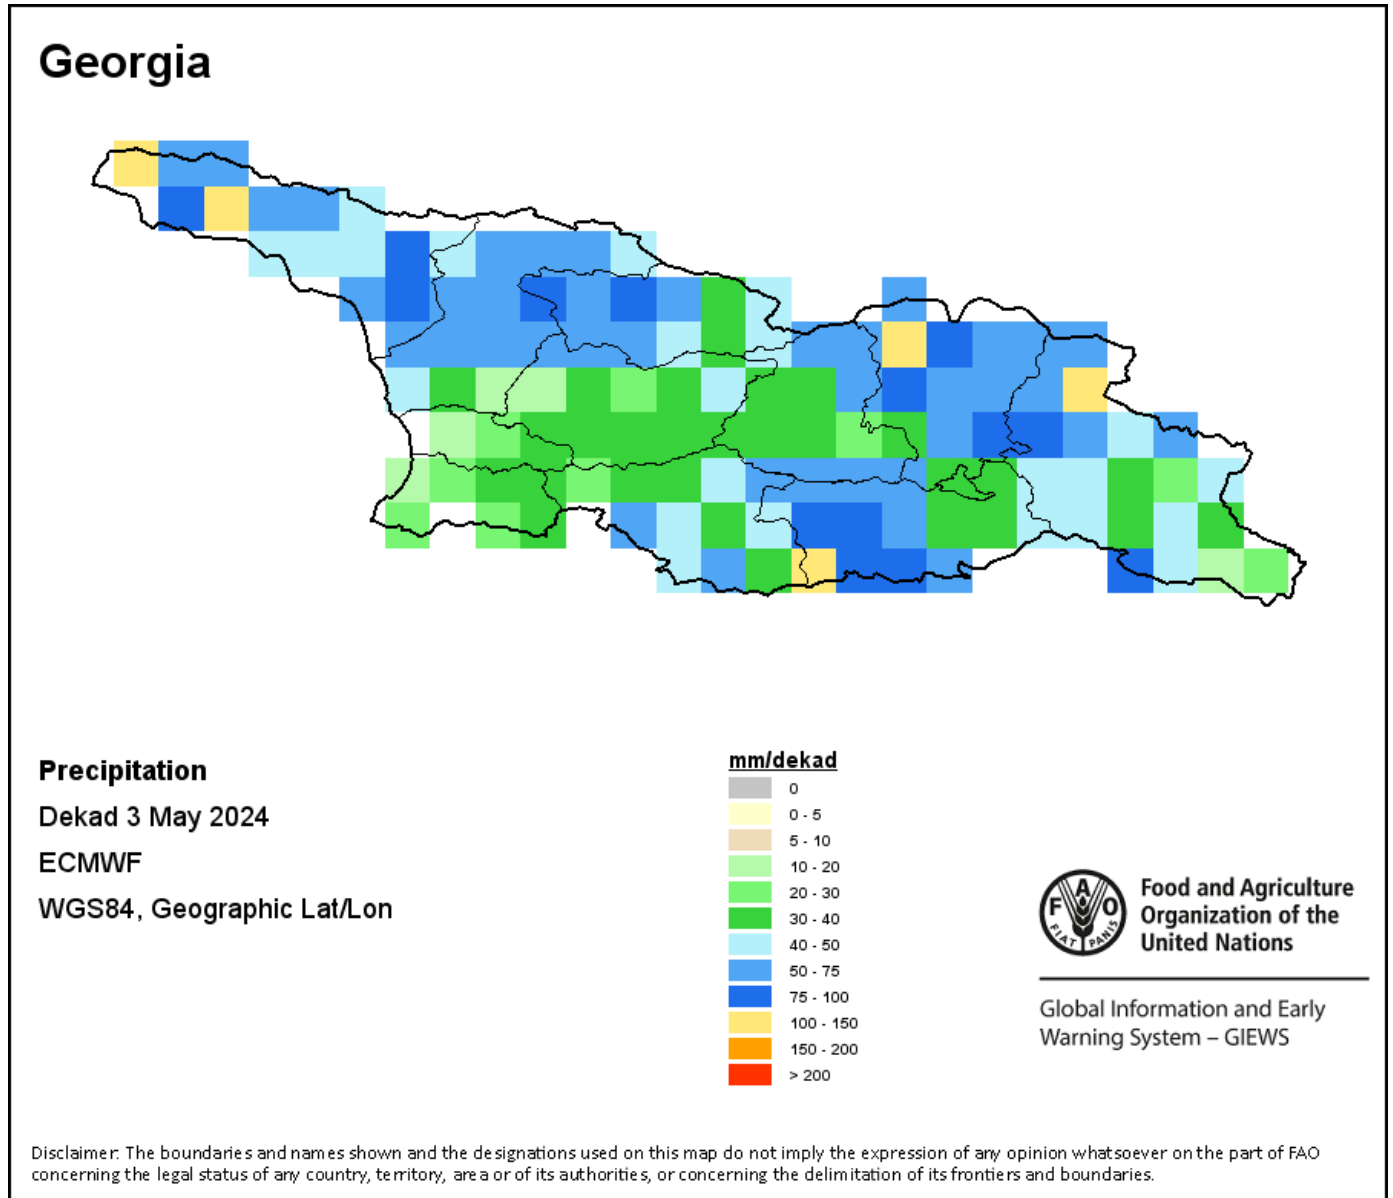 Georgia
Precipitation
Dekad 3 May 2024
ECMWF
WGS84, Geographic Lat/Lon
mm/dekad
0
0 - 5
5 - 10
10 - 20
20 - 30
30 - 40
40 - 50
50 - 75
75 - 100
100 - 150
150 - 200
> 200
F A O
FIAT PANIS
Food and Agriculture
Organization of the
United Nations
Global Information and Early
Warning System – GIEWS
Disclaimer: The boundaries and names shown and the designations used on this map do not imply the expression of any opinion whatsoever on the part of FAO
concerning the legal status of any country, territory, area or of its authorities, or concerning the delimitation of its frontiers and boundaries.